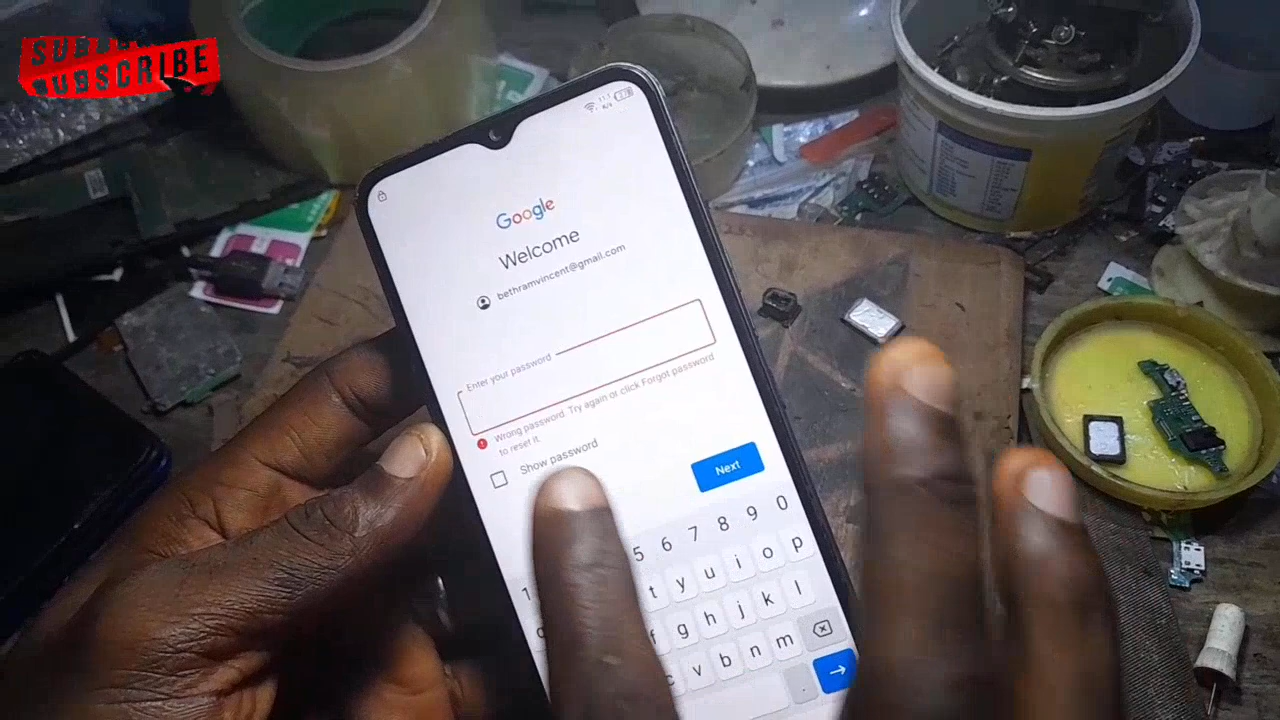 SUBSCRIBE
Google
Welcome
bethramvincent@gmail.com
Enter your password
Wrong password. Try again or click Forgot password
to reset it.
Show password
Next
5 6 7 8 9 0
t y u i o p
f g h j k l
c v b n m